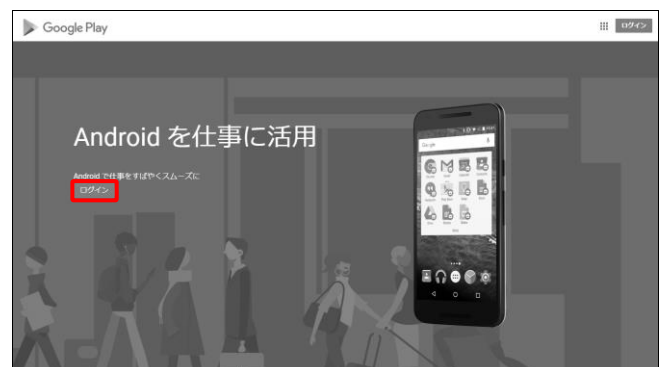 Google Play
ログイン
Android を仕事に活用
Android で仕事をすばやくスムーズに
ログイン
Google